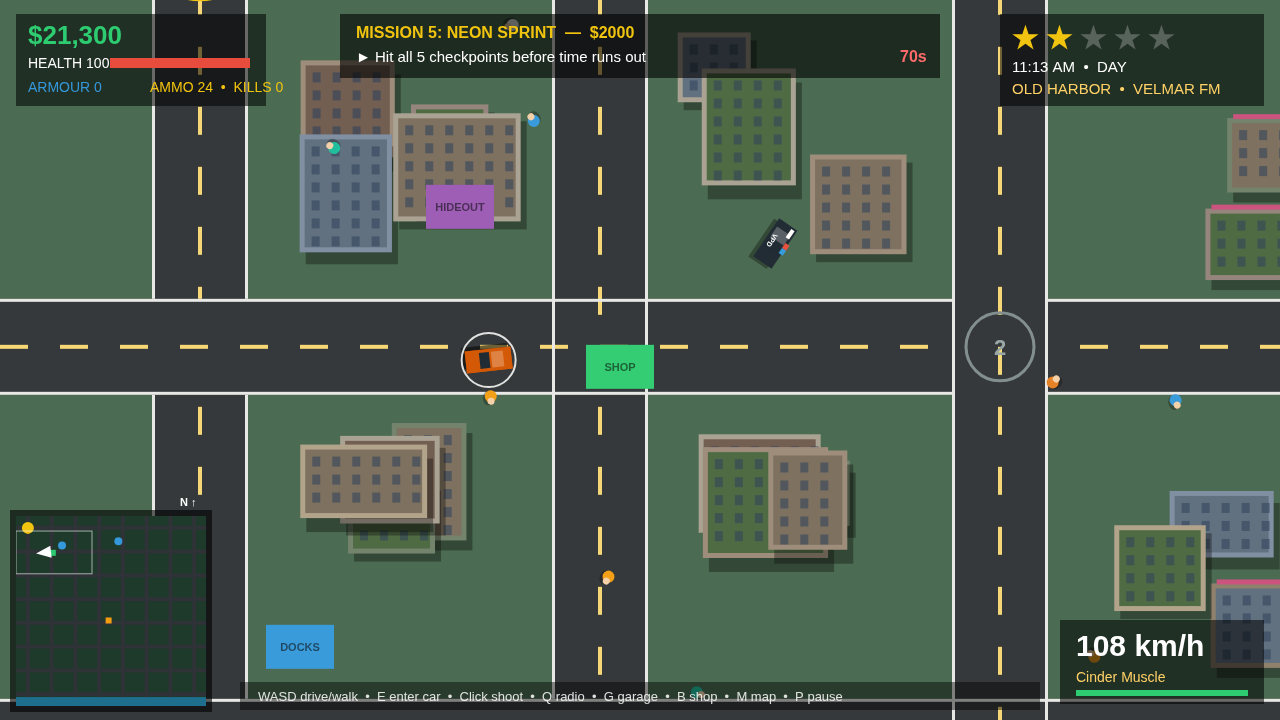 $21,300
HEALTH 100
ARMOUR 0 AMMO 24 • KILLS 0
MISSION 5: NEON SPRINT — $2000
► Hit all 5 checkpoints before time runs out 70s
★★★★★
11:13 AM • DAY
OLD HARBOR • VELMAR FM
HIDEOUT
VPD
2
SHOP
N ↑
DOCKS
108 km/h
Cinder Muscle
WASD drive/walk • E enter car • Click shoot • Q radio • G garage • B shop • M map • P pause